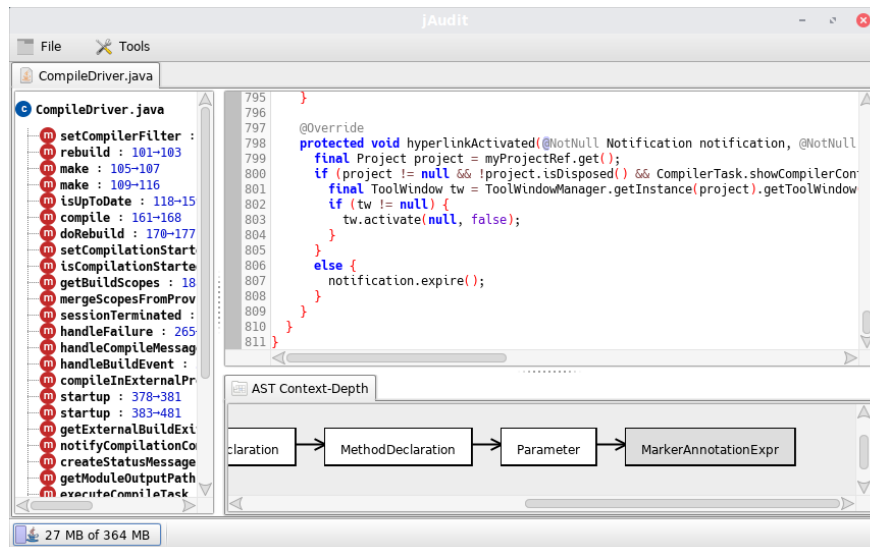 jAudit
File Tools
CompileDriver.java
CompileDriver.java
setCompilerFilter :
rebuild : 101→103
make : 105→107
make : 109→116
isUpToDate : 118→15
compile : 161→168
doRebuild : 170→177
setCompilationStart
isCompilationStarte
getBuildScopes : 18
mergeScopesFromProv
sessionTerminated :
handleFailure : 265→
handleCompileMessag
handleBuildEvent :
compileInExternalPr
startup : 378→381
startup : 383→481
getExternalBuildExi
notifyCompilationCo
createStatusMessage
getModuleOutputPath
executeCompileTask
795 }
796
797 @Override
798 protected void hyperlinkActivated(@NotNull Notification notification, @NotNull
799 final Project project = myProjectRef.get();
800 if (project != null && !project.isDisposed() && CompilerTask.showCompilerCon
801 final ToolWindow tw = ToolWindowManager.getInstance(project).getToolWindow
802 if (tw != null) {
803 tw.activate(null, false);
804 }
805 }
806 else {
807 notification.expire();
808 }
809 }
810 }
811 }
AST Context-Depth
claration MethodDeclaration Parameter MarkerAnnotationExpr
27 MB of 364 MB